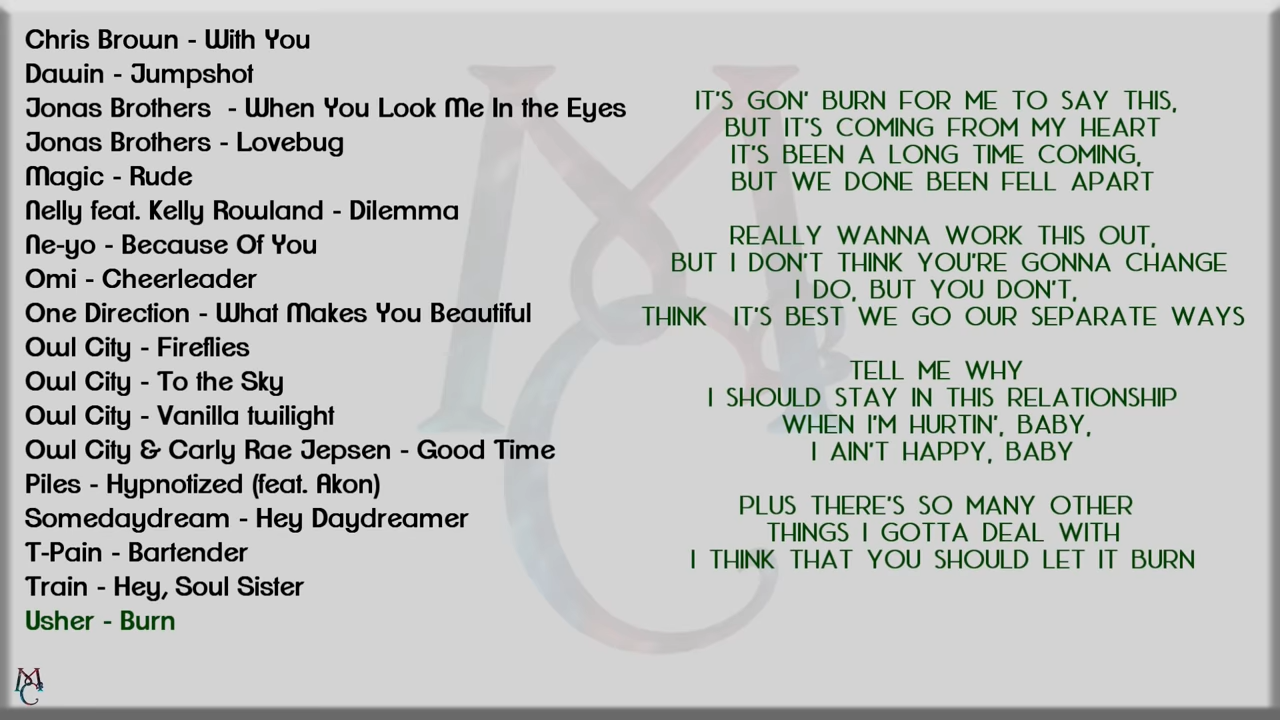 Chris Brown - With You
Dawin - Jumpshot
Jonas Brothers  - When You Look Me In the Eyes
Jonas Brothers - Lovebug
Magic - Rude
Nelly feat. Kelly Rowland - Dilemma
Ne-yo - Because Of You
Omi - Cheerleader
One Direction - What Makes You Beautiful
Owl City - Fireflies
Owl City - To the Sky
Owl City - Vanilla twilight
Owl City & Carly Rae Jepsen - Good Time
Piles - Hypnotized (feat. Akon)
Somedaydream - Hey Daydreamer
T-Pain - Bartender
Train - Hey, Soul Sister
Usher - Burn
IT'S GON' BURN FOR ME TO SAY THIS,
BUT IT'S COMING FROM MY HEART
IT'S BEEN A LONG TIME COMING,
BUT WE DONE BEEN FELL APART
REALLY WANNA WORK THIS OUT,
BUT I DON'T THINK YOU'RE GONNA CHANGE
I DO, BUT YOU DON'T,
THINK  IT'S BEST WE GO OUR SEPARATE WAYS
TELL ME WHY
I SHOULD STAY IN THIS RELATIONSHIP
WHEN I'M HURTIN', BABY,
I AIN'T HAPPY, BABY
PLUS THERE'S SO MANY OTHER
THINGS I GOTTA DEAL WITH
I THINK THAT YOU SHOULD LET IT BURN
MC